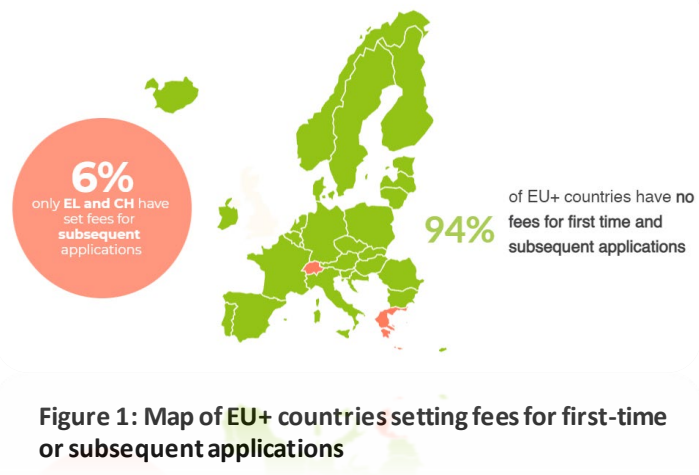 6%
only EL and CH have
set fees for
subsequent
applications
94%
of EU+ countries have no
fees for first time and
subsequent applications
Figure 1: Map of EU+ countries setting fees for first-time
or subsequent applications